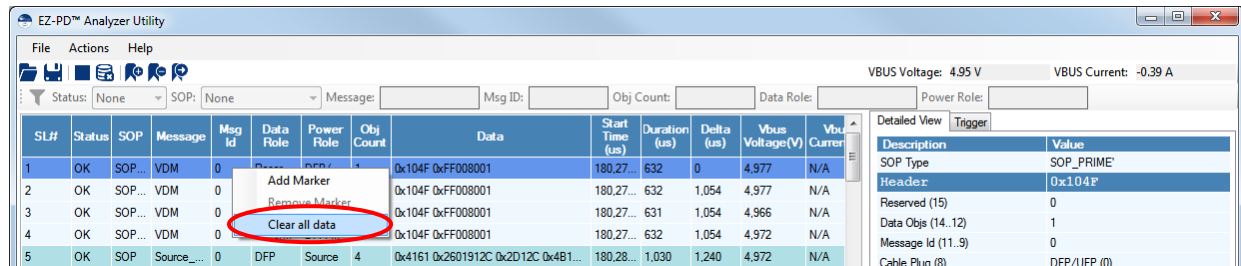 EZ-PD™ Analyzer Utility
File Actions Help
VBUS Voltage: 4.95 V VBUS Current: -0.39 A
Status: None SOP: None Message: Msg ID: Obj Count: Data Role: Power Role:
SL# Status SOP Message Msg Id Data Role Power Role Obj Count Data Start Time (us) Duration (us) Delta (us) Vbus Voltage(V) Vbu Curren
1 OK SOP... VDM 0 0x104F 0xFF008001 180,27... 632 0 4,977 N/A
2 OK SOP... VDM 0 0x104F 0xFF008001 180,27... 632 1,054 4,977 N/A
3 OK SOP... VDM 0 0x104F 0xFF008001 180,27... 631 1,054 4,966 N/A
4 OK SOP... VDM 0 0x104F 0xFF008001 180,27... 632 1,054 4,972 N/A
5 OK SOP Source_... 0 DFP Source 4 0x4161 0x2601912C 0x2D12C 0x4B1... 180,28... 1,030 1,240 4,972 N/A
Add Marker
Remove Marker
Clear all data
Detailed View Trigger
Description Value
SOP Type SOP_PRIME'
Header 0x104F
Reserved (15) 0
Data Objs (14..12) 1
Message Id (11..9) 0
Cable Plug (8) DFP/UFP (0)